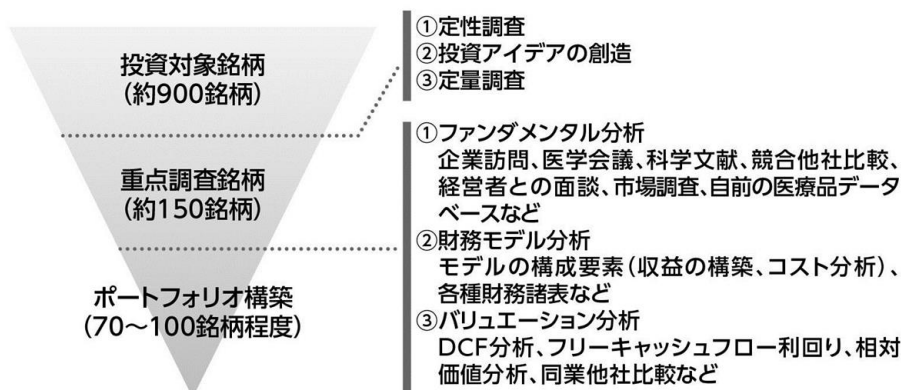 投資対象銘柄
(約900銘柄)
①定性調査
②投資アイデアの創造
③定量調査
重点調査銘柄
(約150銘柄)
ポートフォリオ構築
(70〜100銘柄程度)
①ファンダメンタル分析
企業訪問、医学会議、科学文献、競合他社比較、
経営者との面談、市場調査、自前の医療品データ
ベースなど
②財務モデル分析
モデルの構成要素(収益の構築、コスト分析)、
各種財務諸表など
③バリュエーション分析
DCF分析、フリーキャッシュフロー利回り、相対
価値分析、同業他社比較など